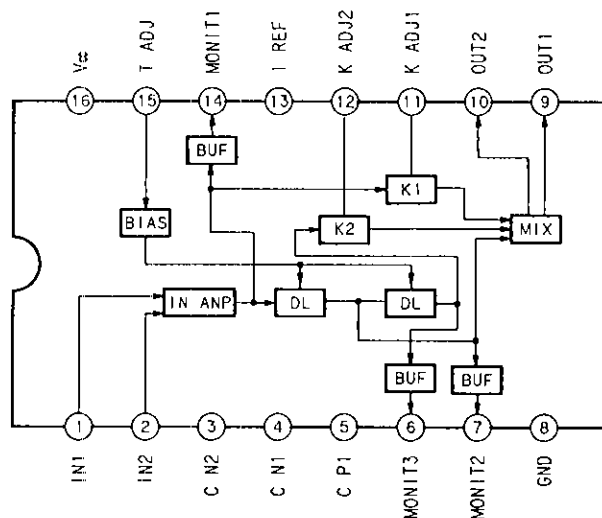 Vcc
T ADJ
MONIT1
I REF
K ADJ2
K ADJ1
OUT2
OUT1
16
15
14
13
12
11
10
9
BUF
K1
BIAS
K2
MIX
IN ANP
DL
DL
BUF
BUF
1
2
3
4
5
6
7
8
IN1
IN2
C N2
C N1
C P1
MONIT3
MONIT2
GND